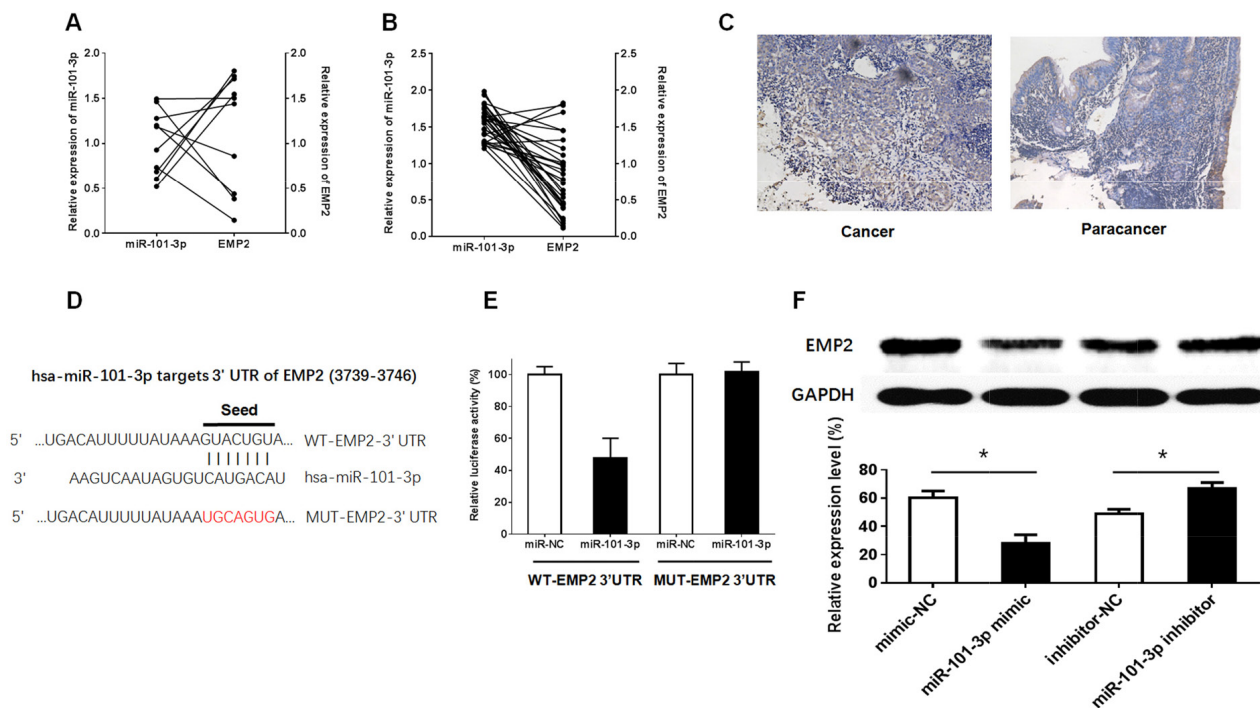 A
Relative expression of miR-101-3p
2.0
1.5
1.0
0.5
0.0
miR-101-3p
EMP2
2.0
1.5
1.0
0.5
0.0
Relative expression of EMP2
B
Relative expression of miR-101-3p
2.5
2.0
1.5
1.0
0.5
0.0
miR-101-3p
EMP2
2.5
2.0
1.5
1.0
0.5
0.0
Relative expression of EMP2
C
Cancer
Paracancer
D
hsa-miR-101-3p targets 3' UTR of EMP2 (3739-3746)
Seed
5' ...UGACAUUUUUAUAAAGUACUGUA... WT-EMP2-3' UTR
3' AAGUCAAUAGUGUCAUGACAU hsa-miR-101-3p
5' ...UGACAUUUUUAUAAAUGCAGUGA... MUT-EMP2-3' UTR
E
Relative luciferase activity (%)
100
80
60
40
20
0
miR-NC miR-101-3p miR-NC miR-101-3p
WT-EMP2 3'UTR MUT-EMP2 3'UTR
F
EMP2
GAPDH
Relative expression level (%)
80
60
40
20
0
* *
mimic-NC
miR-101-3p mimic
inhibitor-NC
miR-101-3p inhibitor